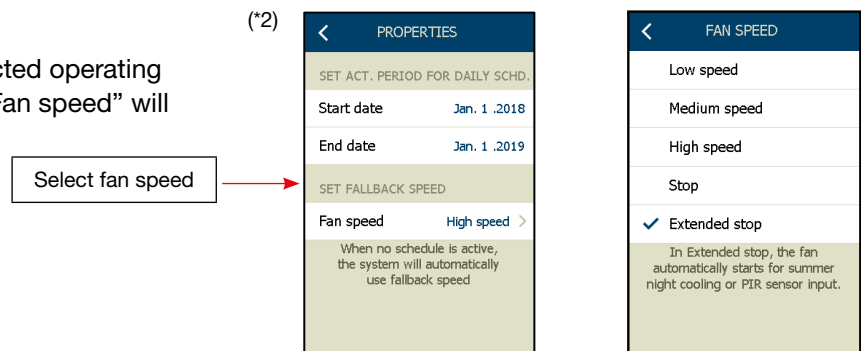 (*2)
cted operating
Fan speed” will
Select fan speed
PROPERTIES
SET ACT. PERIOD FOR DAILY SCHD.
Start date Jan. 1 .2018
End date Jan. 1 .2019
SET FALLBACK SPEED
Fan speed High speed >
When no schedule is active,
the system will automatically
use fallback speed
FAN SPEED
Low speed
Medium speed
High speed
Stop
Extended stop
In Extended stop, the fan
automatically starts for summer
night cooling or PIR sensor input.